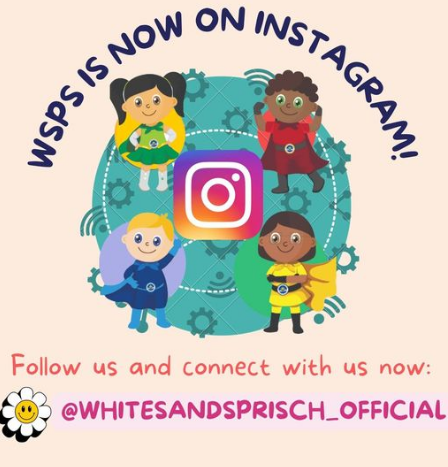 WSPS IS NOW ON INSTAGRAM!
Follow us and connect with us now:
@WHITESANDSPRISCH_OFFICIAL